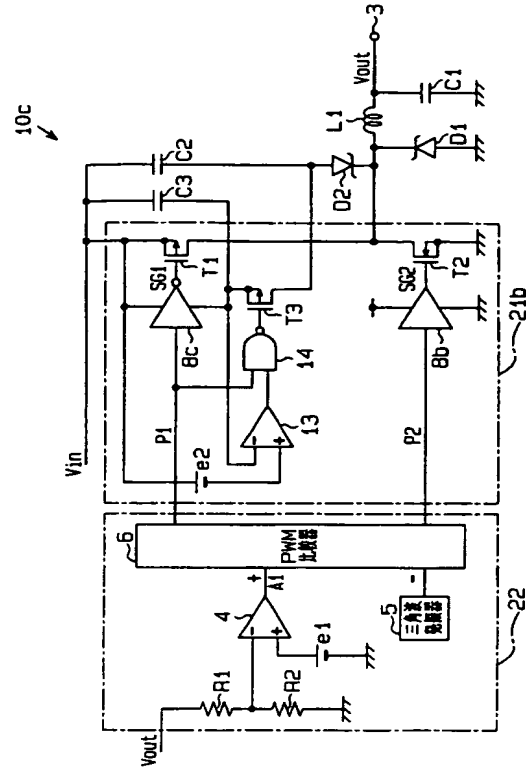 10c
Vin
Vout
3
L1
C1
C2
C3
D2
D1
SG1
T1
8c
T3
14
13
P1
e2
SG2
T2
8b
P2
21b
6
PWM
比較器
+
A1
-
4
-
+
e1
5
三角波
発振器
R1
R2
Vout
22
-
+